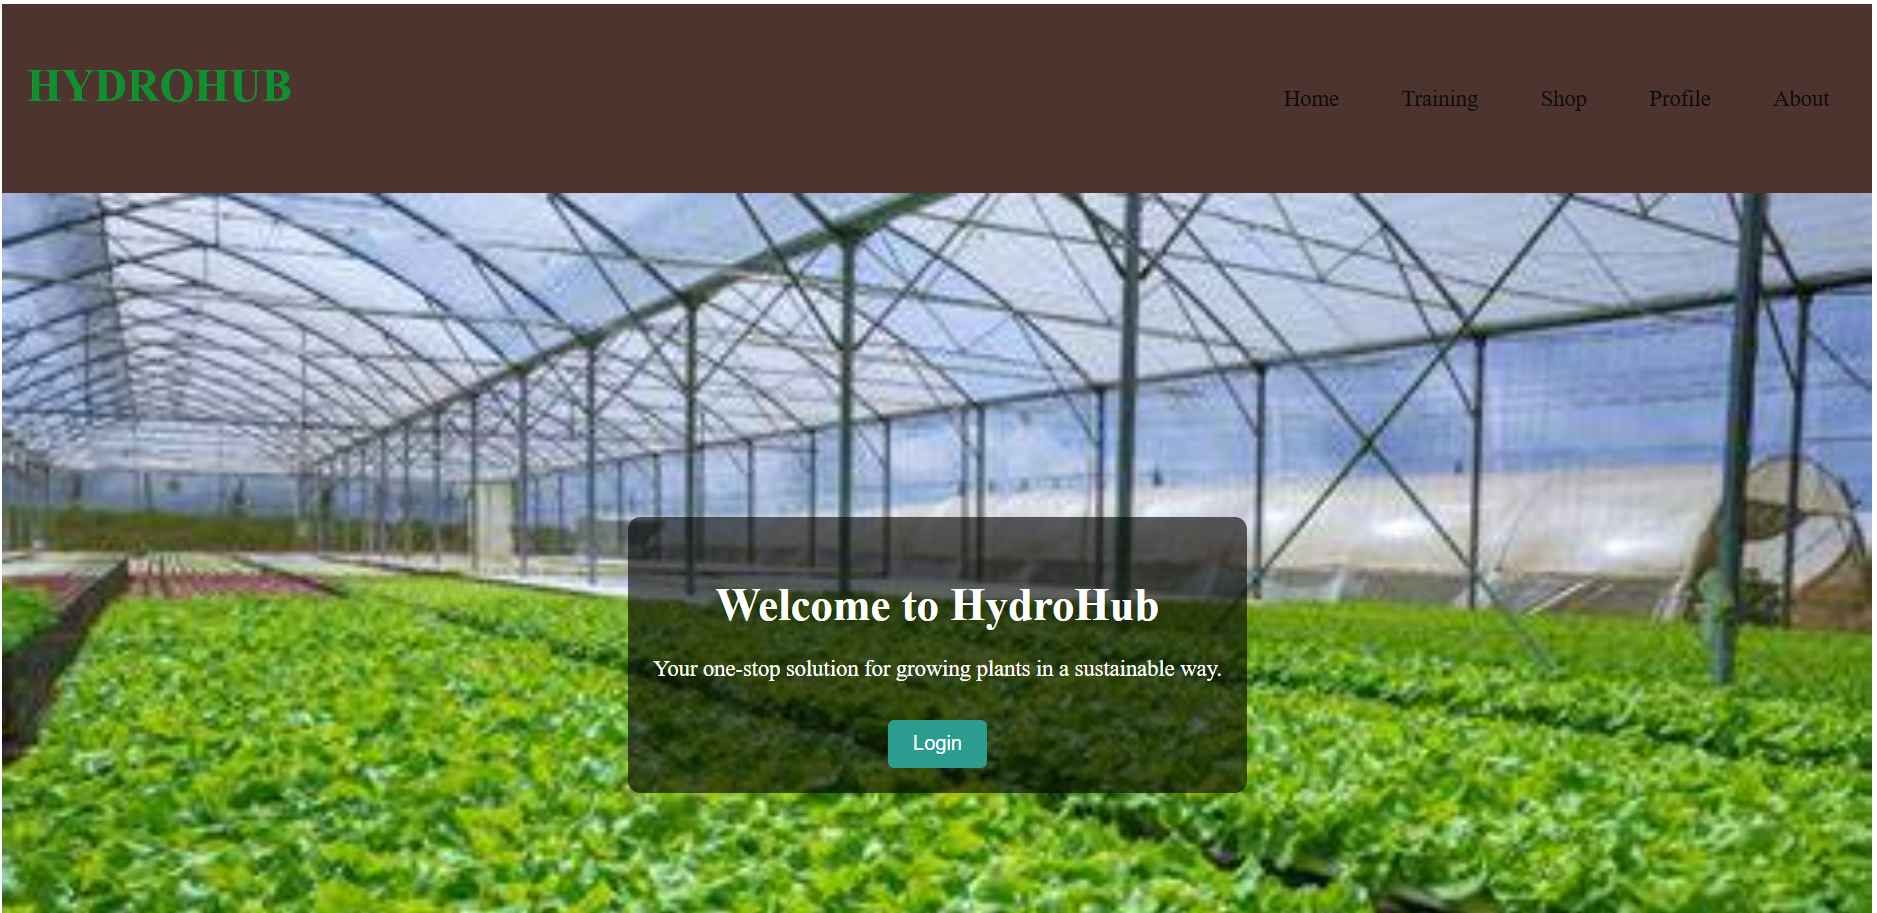 HYDROHUB
Home Training Shop Profile About
Welcome to HydroHub
Your one-stop solution for growing plants in a sustainable way.
Login